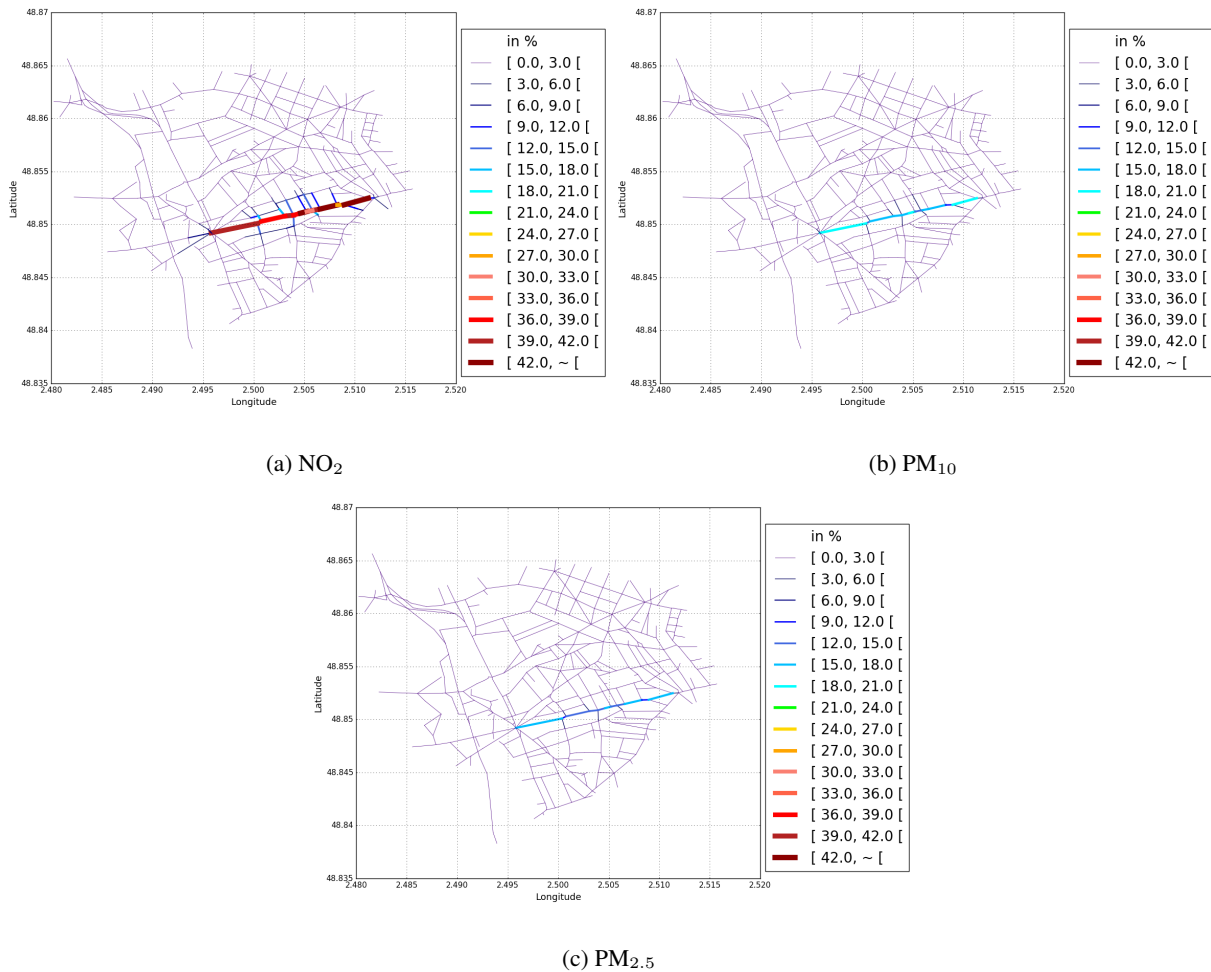 48.87
48.865
48.86
48.855
48.85
48.845
48.84
48.835
Latitude
2.480 2.485 2.490 2.495 2.500 2.505 2.510 2.515 2.520
Longitude
in %
[ 0.0, 3.0 [
[ 3.0, 6.0 [
[ 6.0, 9.0 [
[ 9.0, 12.0 [
[ 12.0, 15.0 [
[ 15.0, 18.0 [
[ 18.0, 21.0 [
[ 21.0, 24.0 [
[ 24.0, 27.0 [
[ 27.0, 30.0 [
[ 30.0, 33.0 [
[ 33.0, 36.0 [
[ 36.0, 39.0 [
[ 39.0, 42.0 [
[ 42.0, ~ [
(a) NO₂
48.87
48.865
48.86
48.855
48.85
48.845
48.84
48.835
Latitude
2.480 2.485 2.490 2.495 2.500 2.505 2.510 2.515 2.520
Longitude
in %
[ 0.0, 3.0 [
[ 3.0, 6.0 [
[ 6.0, 9.0 [
[ 9.0, 12.0 [
[ 12.0, 15.0 [
[ 15.0, 18.0 [
[ 18.0, 21.0 [
[ 21.0, 24.0 [
[ 24.0, 27.0 [
[ 27.0, 30.0 [
[ 30.0, 33.0 [
[ 33.0, 36.0 [
[ 36.0, 39.0 [
[ 39.0, 42.0 [
[ 42.0, ~ [
(b) PM₁₀
48.87
48.865
48.86
48.855
48.85
48.845
48.84
48.835
Latitude
2.480 2.485 2.490 2.495 2.500 2.505 2.510 2.515 2.520
Longitude
in %
[ 0.0, 3.0 [
[ 3.0, 6.0 [
[ 6.0, 9.0 [
[ 9.0, 12.0 [
[ 12.0, 15.0 [
[ 15.0, 18.0 [
[ 18.0, 21.0 [
[ 21.0, 24.0 [
[ 24.0, 27.0 [
[ 27.0, 30.0 [
[ 30.0, 33.0 [
[ 33.0, 36.0 [
[ 36.0, 39.0 [
[ 39.0, 42.0 [
[ 42.0, ~ [
(c) PM₂.₅